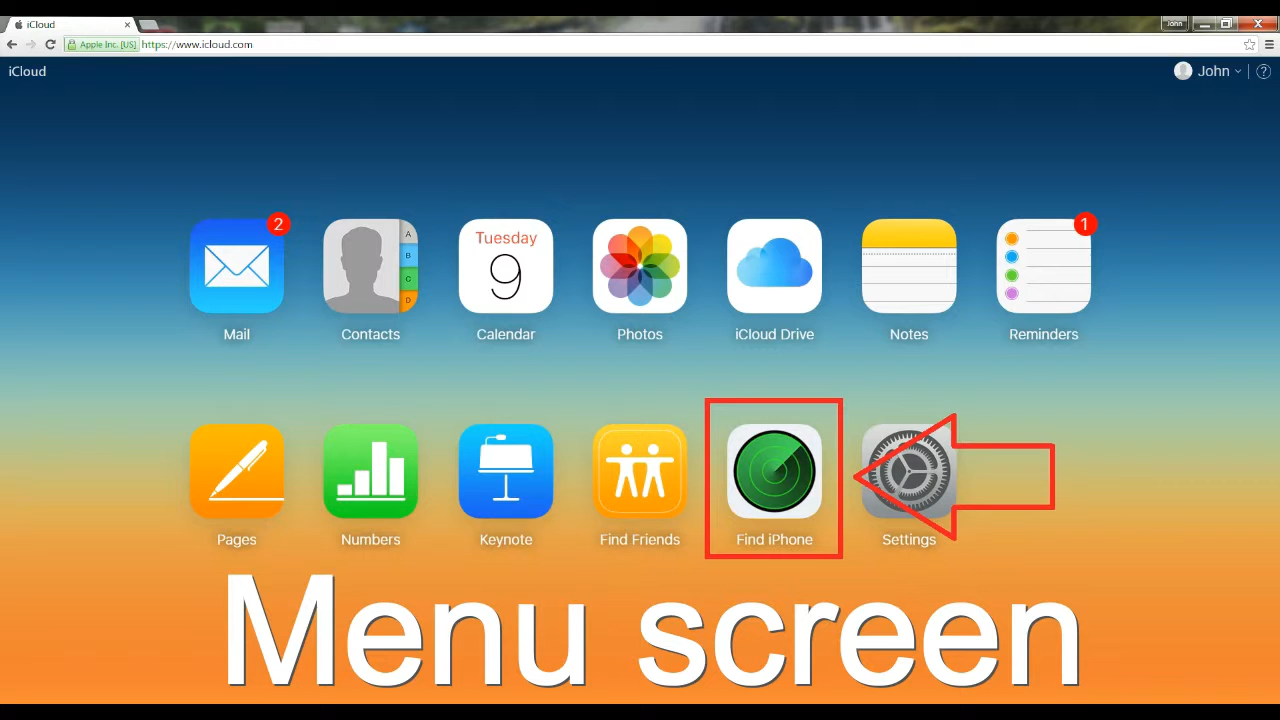 iCloud
John
Apple Inc. [US] https://www.icloud.com
iCloud
John
?
2
A
B
C
D
Tuesday
9
1
Mail Contacts Calendar Photos iCloud Drive Notes Reminders
Pages Numbers Keynote Find Friends Find iPhone Settings
Menu screen